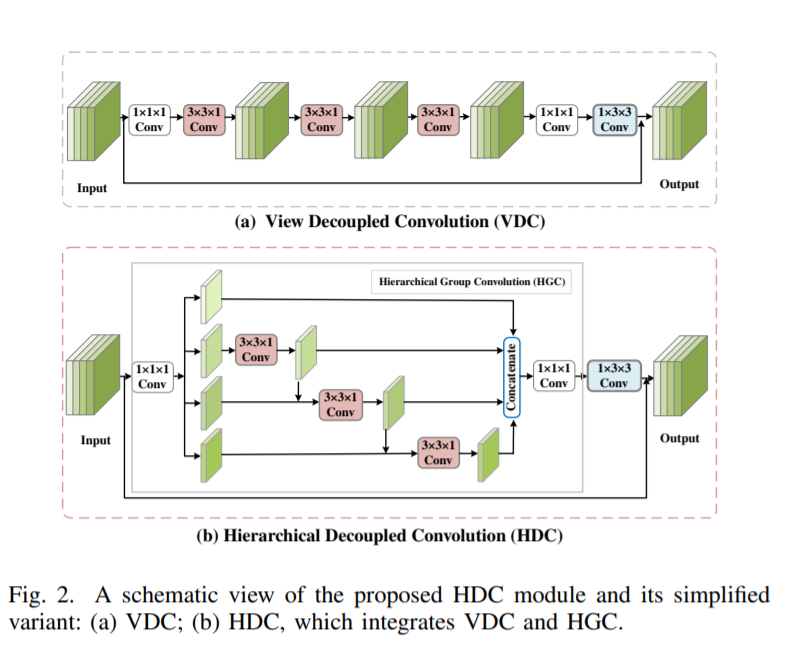 1×1×1
Conv
3×3×1
Conv
3×3×1
Conv
3×3×1
Conv
1×1×1
Conv
1×3×3
Conv
Input
Output
(a) View Decoupled Convolution (VDC)
Hierarchical Group Convolution (HGC)
1×1×1
Conv
3×3×1
Conv
3×3×1
Conv
3×3×1
Conv
Concatenate
1×1×1
Conv
1×3×3
Conv
Input
Output
(b) Hierarchical Decoupled Convolution (HDC)
Fig. 2. A schematic view of the proposed HDC module and its simplified
variant: (a) VDC; (b) HDC, which integrates VDC and HGC.